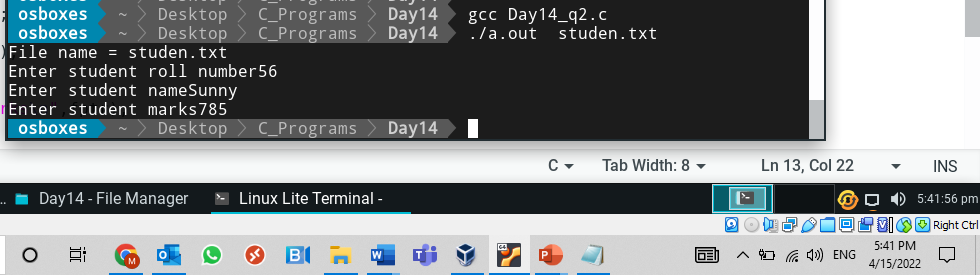 osboxes ~ Desktop C_Programs Day14 gcc Day14_q2.c
osboxes ~ Desktop C_Programs Day14 ./a.out studen.txt
File name = studen.txt
Enter student roll number56
Enter student nameSunny
Enter student marks785
osboxes ~ Desktop C_Programs Day14
C Tab Width: 8 Ln 13, Col 22 INS
Day14 - File Manager Linux Lite Terminal - 5:41:56 pm
Right Ctrl
ENG 5:41 PM
4/15/2022